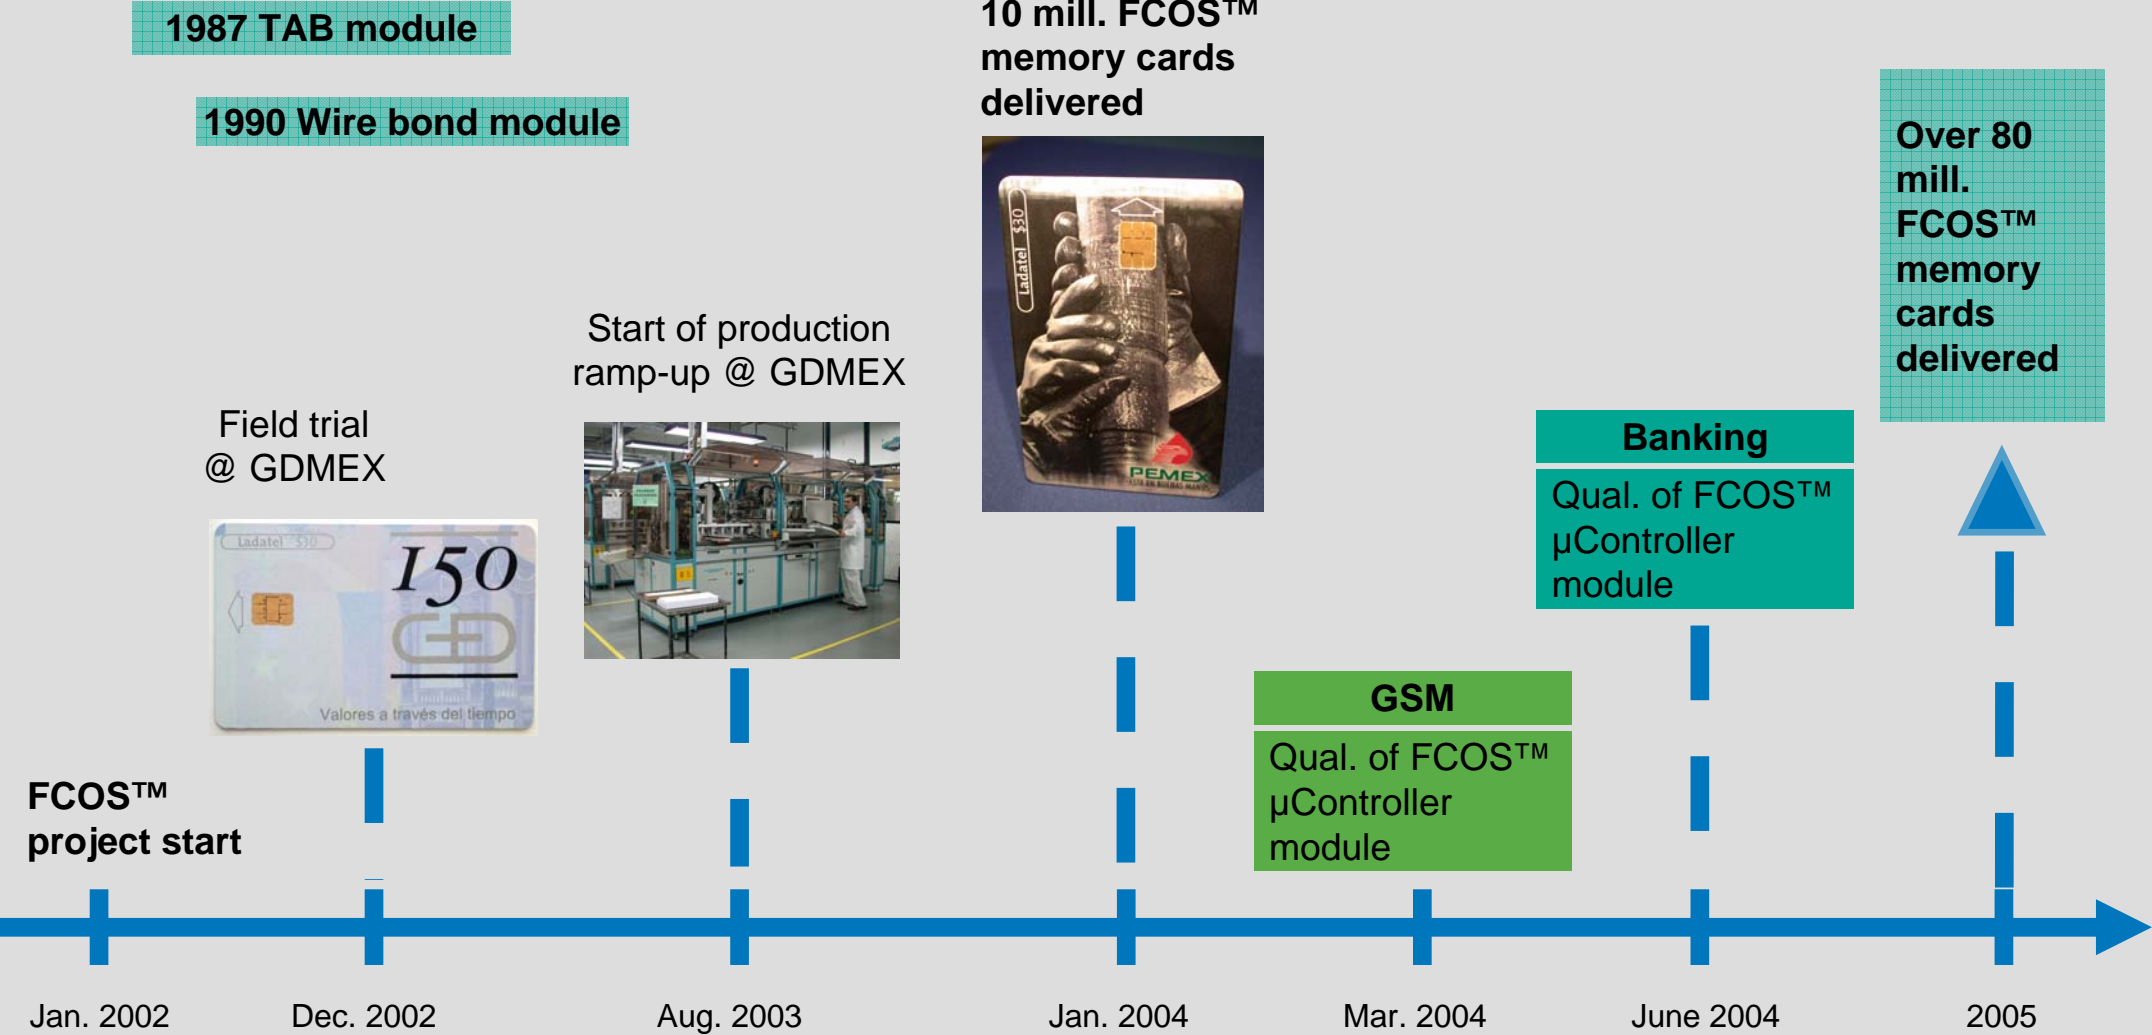 1987 TAB module
1990 Wire bond module
10 mill. FCOS™
memory cards
delivered
Over 80
mill.
FCOS™
memory
cards
delivered
Ladatel $30
PEMEX
Start of production
ramp-up @ GDMEX
Field trial
@ GDMEX
Ladatel $30
150
GD
Valores a través del tiempo
Banking
Qual. of FCOS™
µController
module
GSM
Qual. of FCOS™
µController
module
FCOS™
project start
Jan. 2002
Dec. 2002
Aug. 2003
Jan. 2004
Mar. 2004
June 2004
2005